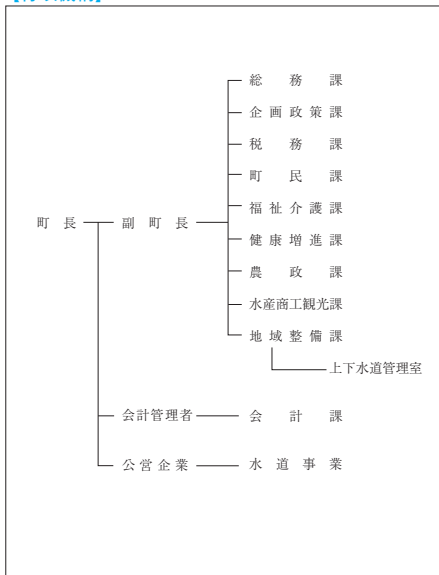 総務課
企画政策課
税務課
町民課
福祉介護課
町長 副町長
健康増進課
農政課
水産商工観光課
地域整備課
上下水道管理室
会計管理者 会計課
公営企業 水道事業